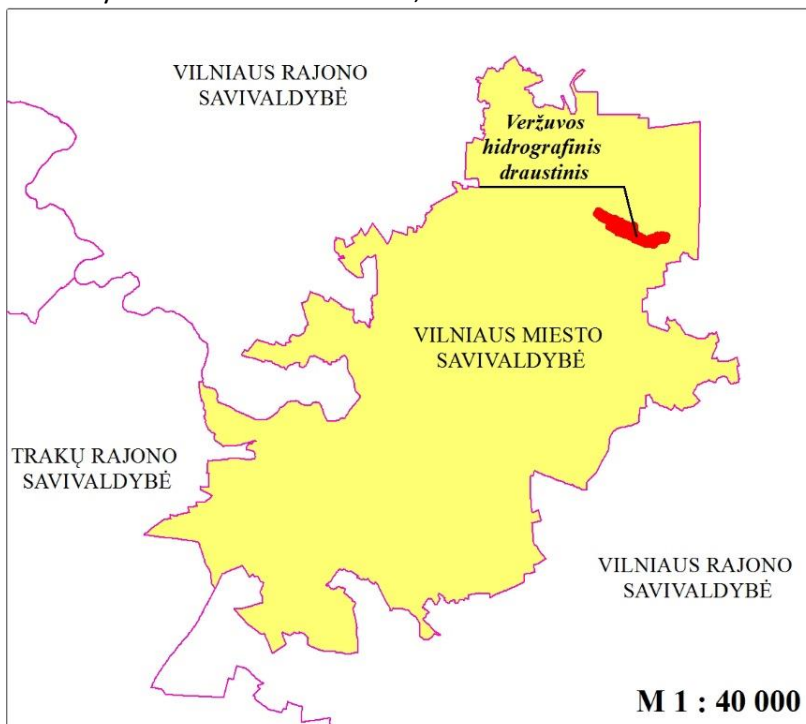 VILNIAUS RAJONO
SAVIVALDYBĖ
Veržuvos
hidrografinis
draustinis
VILNIAUS MIESTO
SAVIVALDYBĖ
TRAKŲ RAJONO
SAVIVALDYBĖ
VILNIAUS RAJONO
SAVIVALDYBĖ
M 1 : 40 000